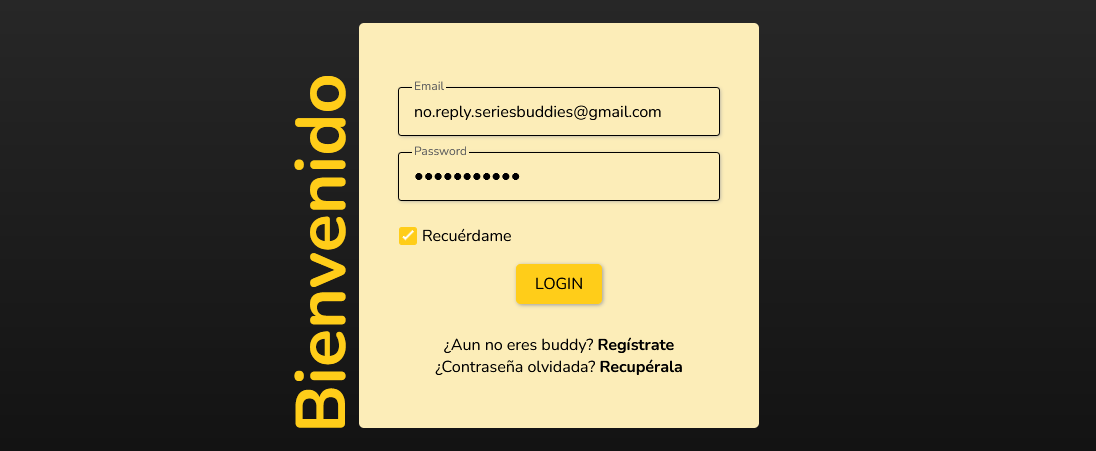 Bienvenido
Email
no.reply.seriesbuddies@gmail.com
Password
●●●●●●●●●●●
Recuérdame
LOGIN
¿Aun no eres buddy? Regístrate
¿Contraseña olvidada? Recupérala